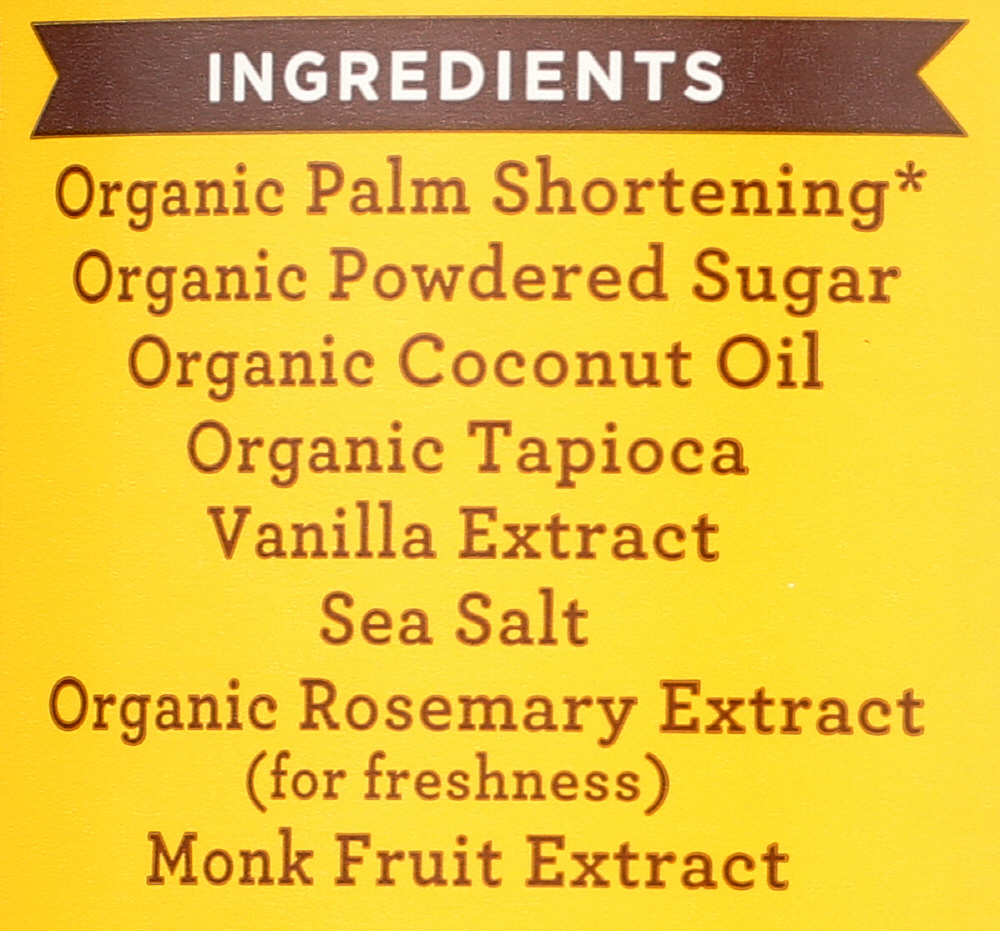 INGREDIENTS
Organic Palm Shortening*
Organic Powdered Sugar
Organic Coconut Oil
Organic Tapioca
Vanilla Extract
Sea Salt
Organic Rosemary Extract
(for freshness)
Monk Fruit Extract